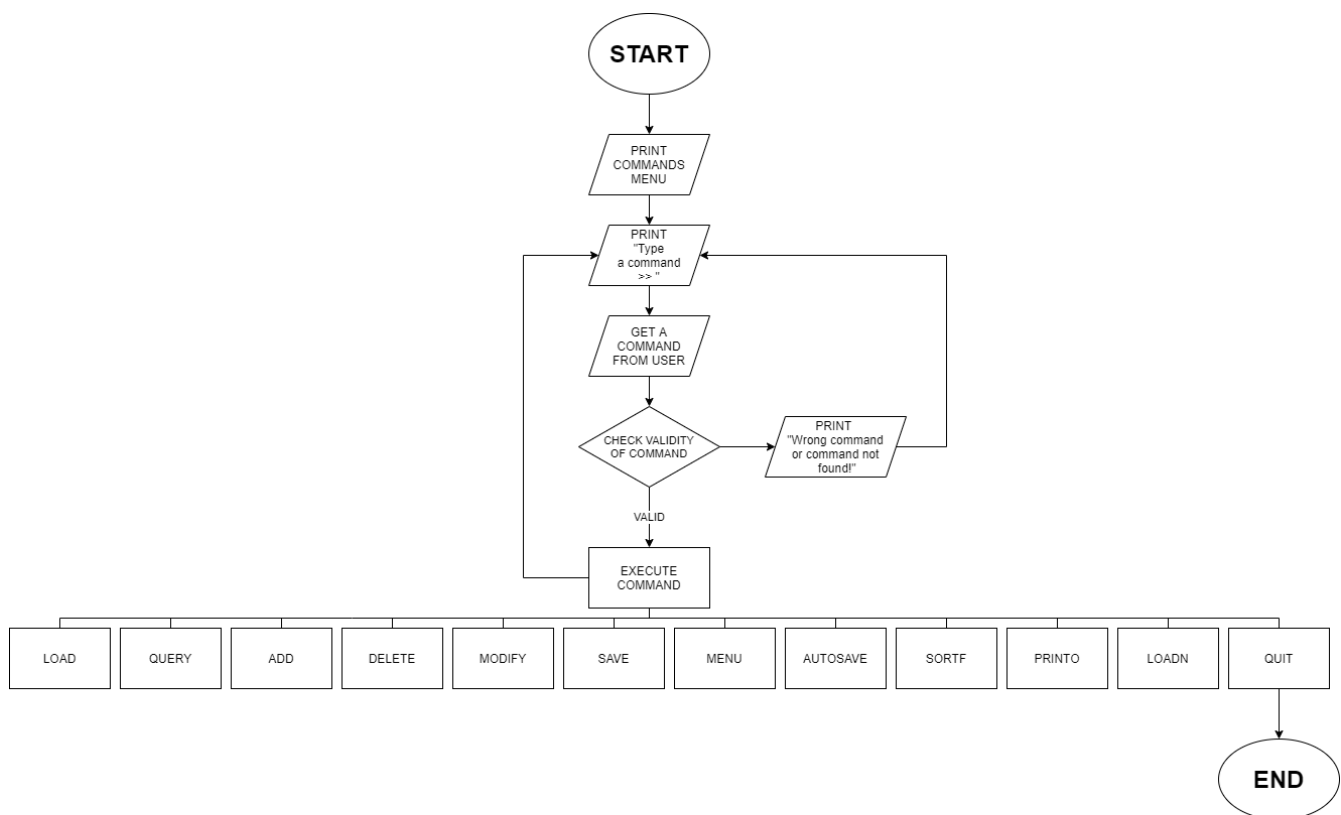 START
PRINT
COMMANDS
MENU
PRINT
"Type
a command
>> "
GET A
COMMAND
FROM USER
CHECK VALIDITY
OF COMMAND
PRINT
"Wrong command
or command not
found!"
VALID
EXECUTE
COMMAND
LOAD
QUERY
ADD
DELETE
MODIFY
SAVE
MENU
AUTOSAVE
SORTF
PRINTO
LOADN
QUIT
END